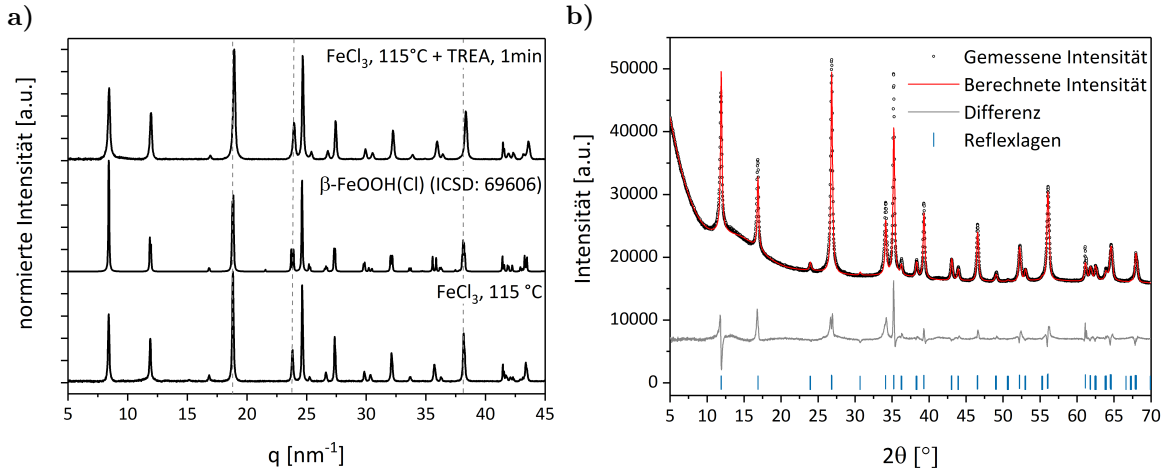 a)
normierte Intensität [a.u.]
FeCl₃, 115°C + TREA, 1min
β-FeOOH(Cl) (ICSD: 69606)
FeCl₃, 115 °C
5 10 15 20 25 30 35 40 45
q [nm⁻¹]
b)
Intensität [a.u.]
50000
40000
30000
20000
10000
0
Gemessene Intensität
Berechnete Intensität
Differenz
Reflexlagen
5 10 15 20 25 30 35 40 45 50 55 60 65 70
2θ [°]